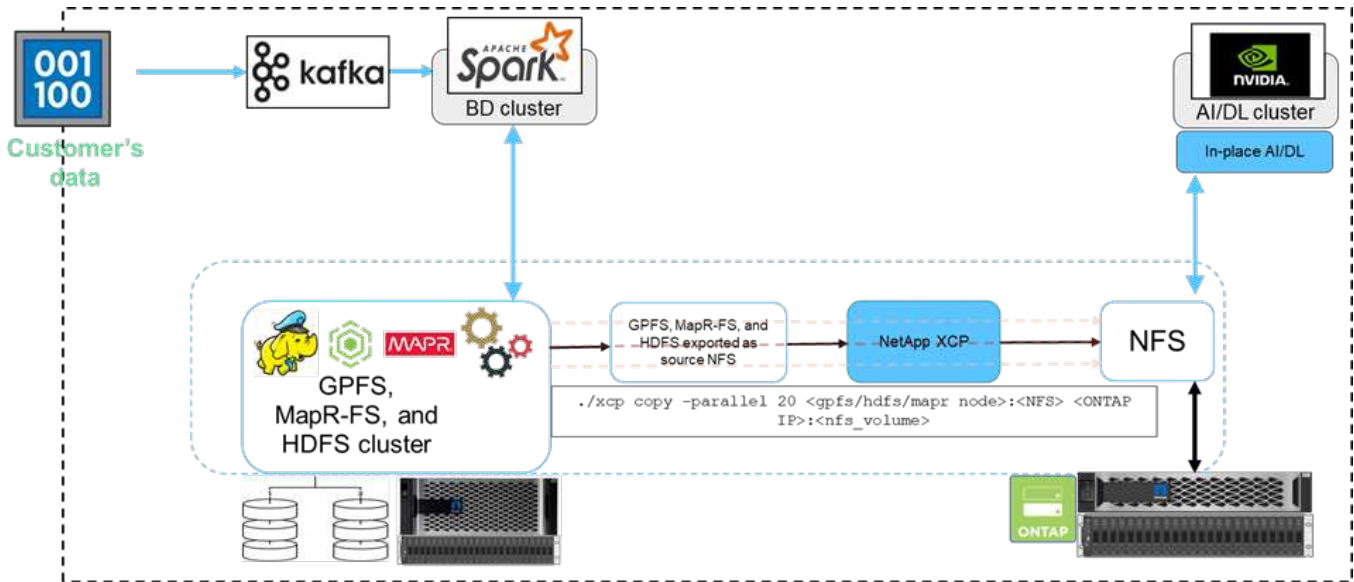 001
100
Customer's
data
kafka
APACHE
Spark
TM
BD cluster
NVIDIA.
AI/DL cluster
In-place AI/DL
MAPR
GPFS,
MapR-FS, and
HDFS cluster
GPFS, MapR-FS, and
HDFS exported as
source NFS
NetApp XCP
NFS
./xcp copy –parallel 20 <gpfs/hdfs/mapr node>:<NFS> <ONTAP
IP>:<nfs_volume>
ONTAP